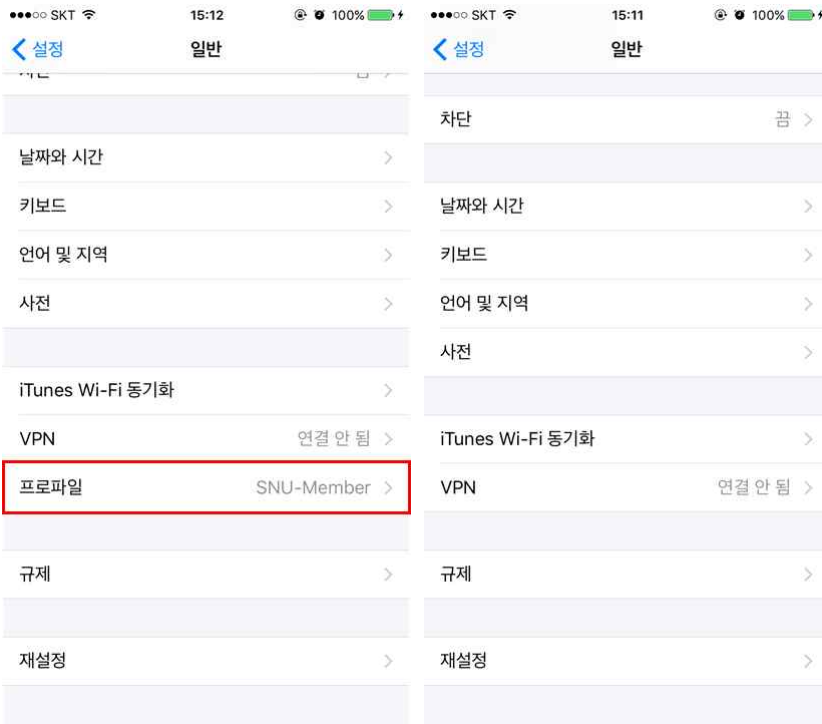 SKT 15:12 100%
설정 일반
날짜와 시간
키보드
언어 및 지역
사전
iTunes Wi-Fi 동기화
VPN 연결 안 됨
프로파일 SNU-Member
규제
재설정
SKT 15:11 100%
설정 일반
차단 끔
날짜와 시간
키보드
언어 및 지역
사전
iTunes Wi-Fi 동기화
VPN 연결 안 됨
규제
재설정